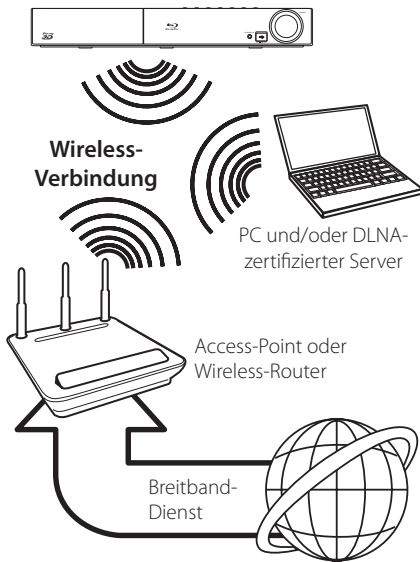 Wireless-
Verbindung
PC und/oder DLNA-
zertifizierter Server
Access-Point oder
Wireless-Router
Breitband-
Dienst